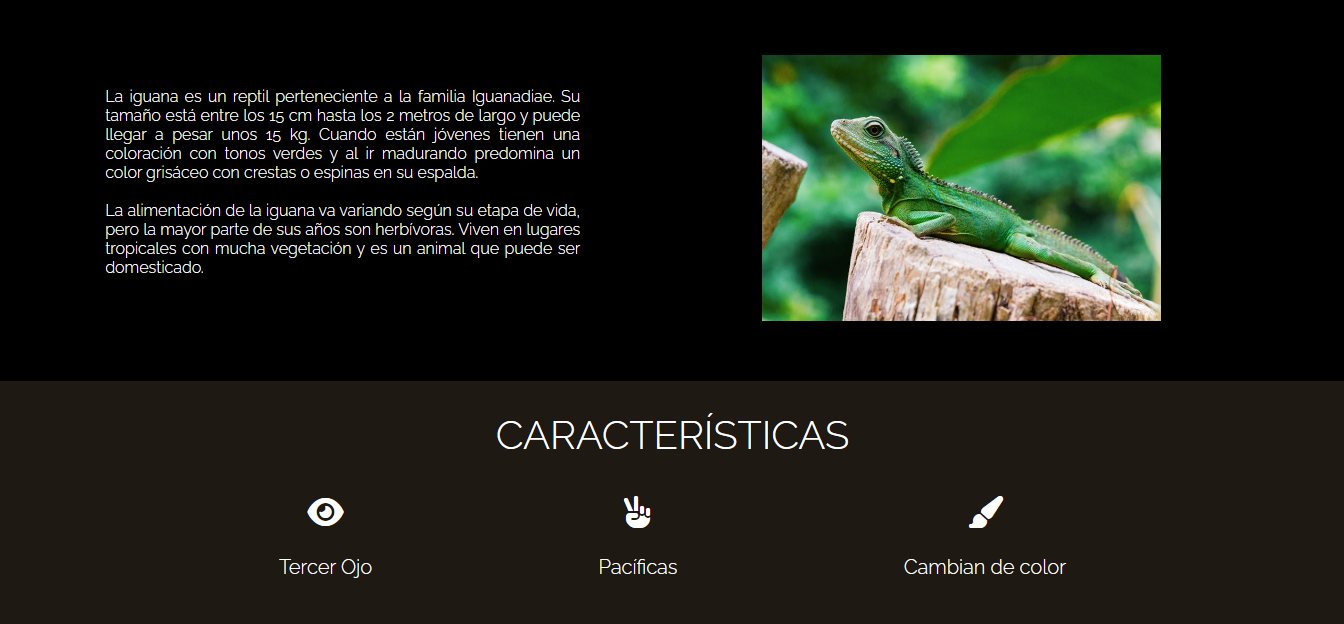 La iguana es un reptil perteneciente a la familia Iguanadiae. Su
tamaño está entre los 15 cm hasta los 2 metros de largo y puede
llegar a pesar unos 15 kg. Cuando están jóvenes tienen una
coloración con tonos verdes y al ir madurando predomina un
color grisáceo con crestas o espinas en su espalda.
La alimentación de la iguana va variando según su etapa de vida,
pero la mayor parte de sus años son herbívoras. Viven en lugares
tropicales con mucha vegetación y es un animal que puede ser
domesticado.
CARACTERÍSTICAS
Tercer Ojo
Pacíficas
Cambian de color